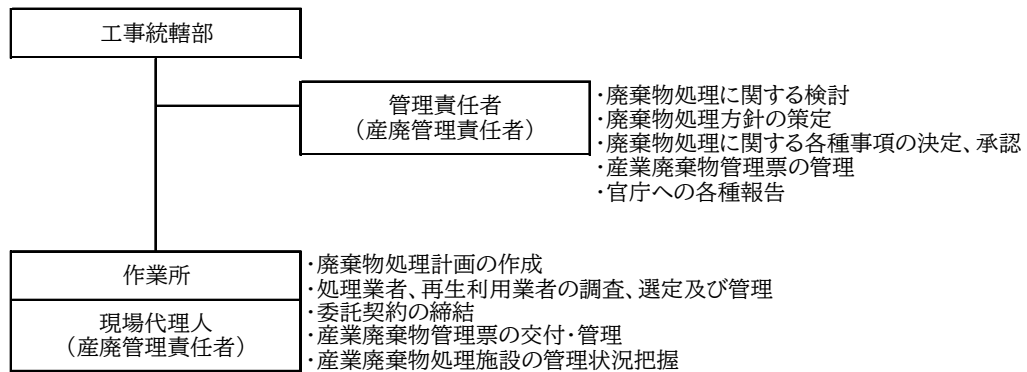 工事統轄部
管理責任者
（産廃管理責任者）
・廃棄物処理に関する検討
・廃棄物処理方針の策定
・廃棄物処理に関する各種事項の決定、承認
・産業廃棄物管理票の管理
・官庁への各種報告
作業所
現場代理人
（産廃管理責任者）
・廃棄物処理計画の作成
・処理業者、再生利用業者の調査、選定及び管理
・委託契約の締結
・産業廃棄物管理票の交付・管理
・産業廃棄物処理施設の管理状況把握